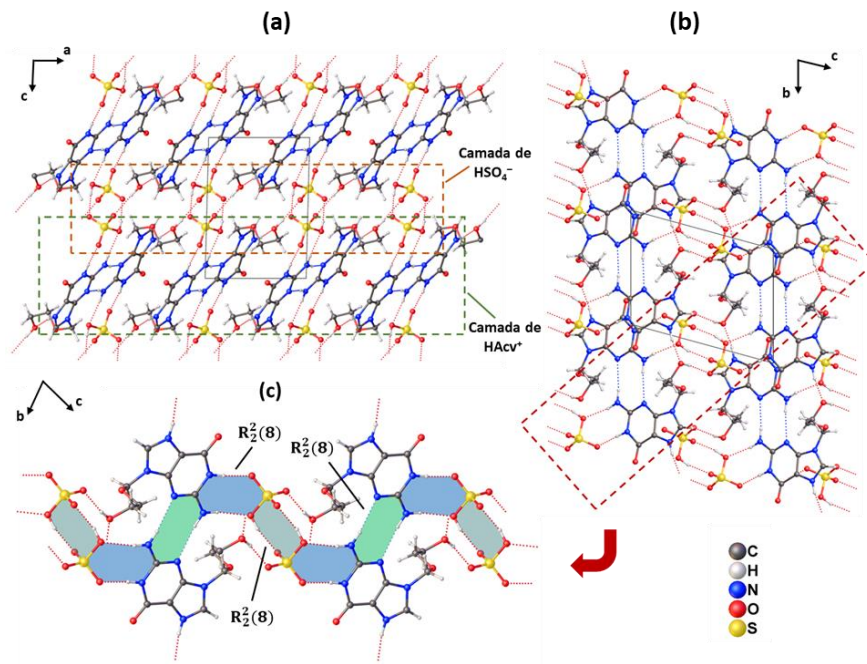 (a)
(b)
a
c
c
b
Camada de
HSO₄⁻
Camada de
HAcv⁺
b
c
(c)
R²₂(8)
R²₂(8)
R²₂(8)
C
H
N
O
S